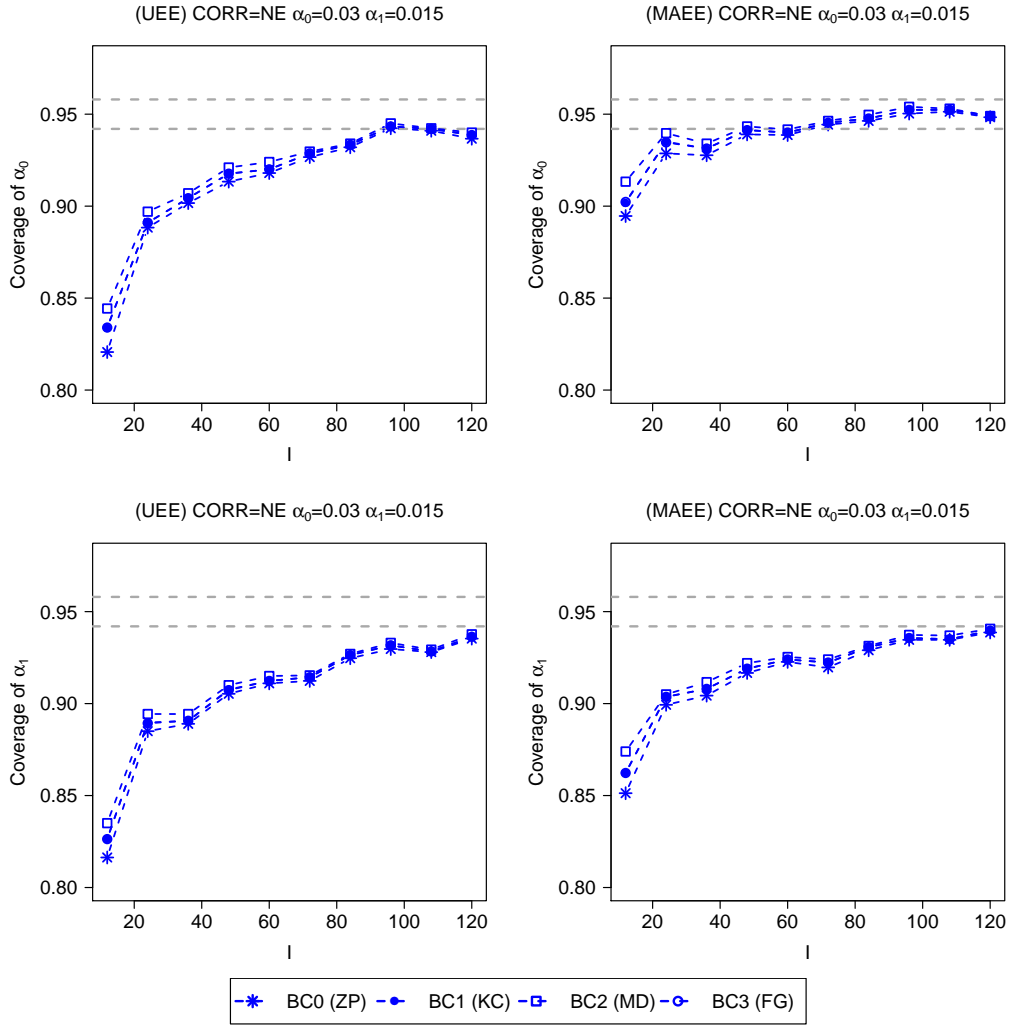 (UEE) CORR=NE α₀=0.03 α₁=0.015
(MAEE) CORR=NE α₀=0.03 α₁=0.015
Coverage of α₀
0.95
0.90
0.85
0.80
20 40 60 80 100 120
I
Coverage of α₀
0.95
0.90
0.85
0.80
20 40 60 80 100 120
I
(UEE) CORR=NE α₀=0.03 α₁=0.015
(MAEE) CORR=NE α₀=0.03 α₁=0.015
Coverage of α₁
0.95
0.90
0.85
0.80
20 40 60 80 100 120
I
Coverage of α₁
0.95
0.90
0.85
0.80
20 40 60 80 100 120
I
BC0 (ZP) BC1 (KC) BC2 (MD) BC3 (FG)